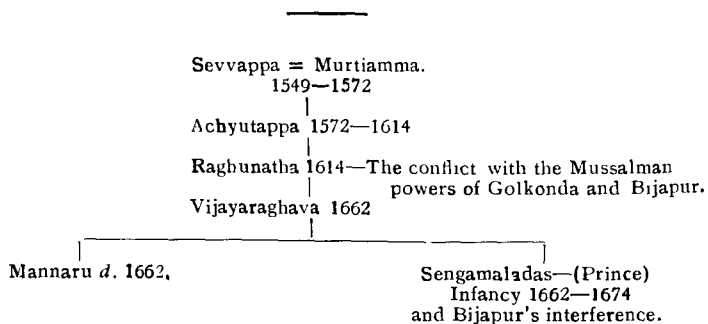 Sevvappa = Murtiamma.
1549—1572
Achyutappa 1572—1614
Raghunatha 1614—The conflict with the Mussalman
powers of Golkonda and Bijapur.
Vijayaraghava 1662
Mannaru d. 1662.
Sengamaladas—(Prince)
Infancy 1662—1674
and Bijapur's interference.